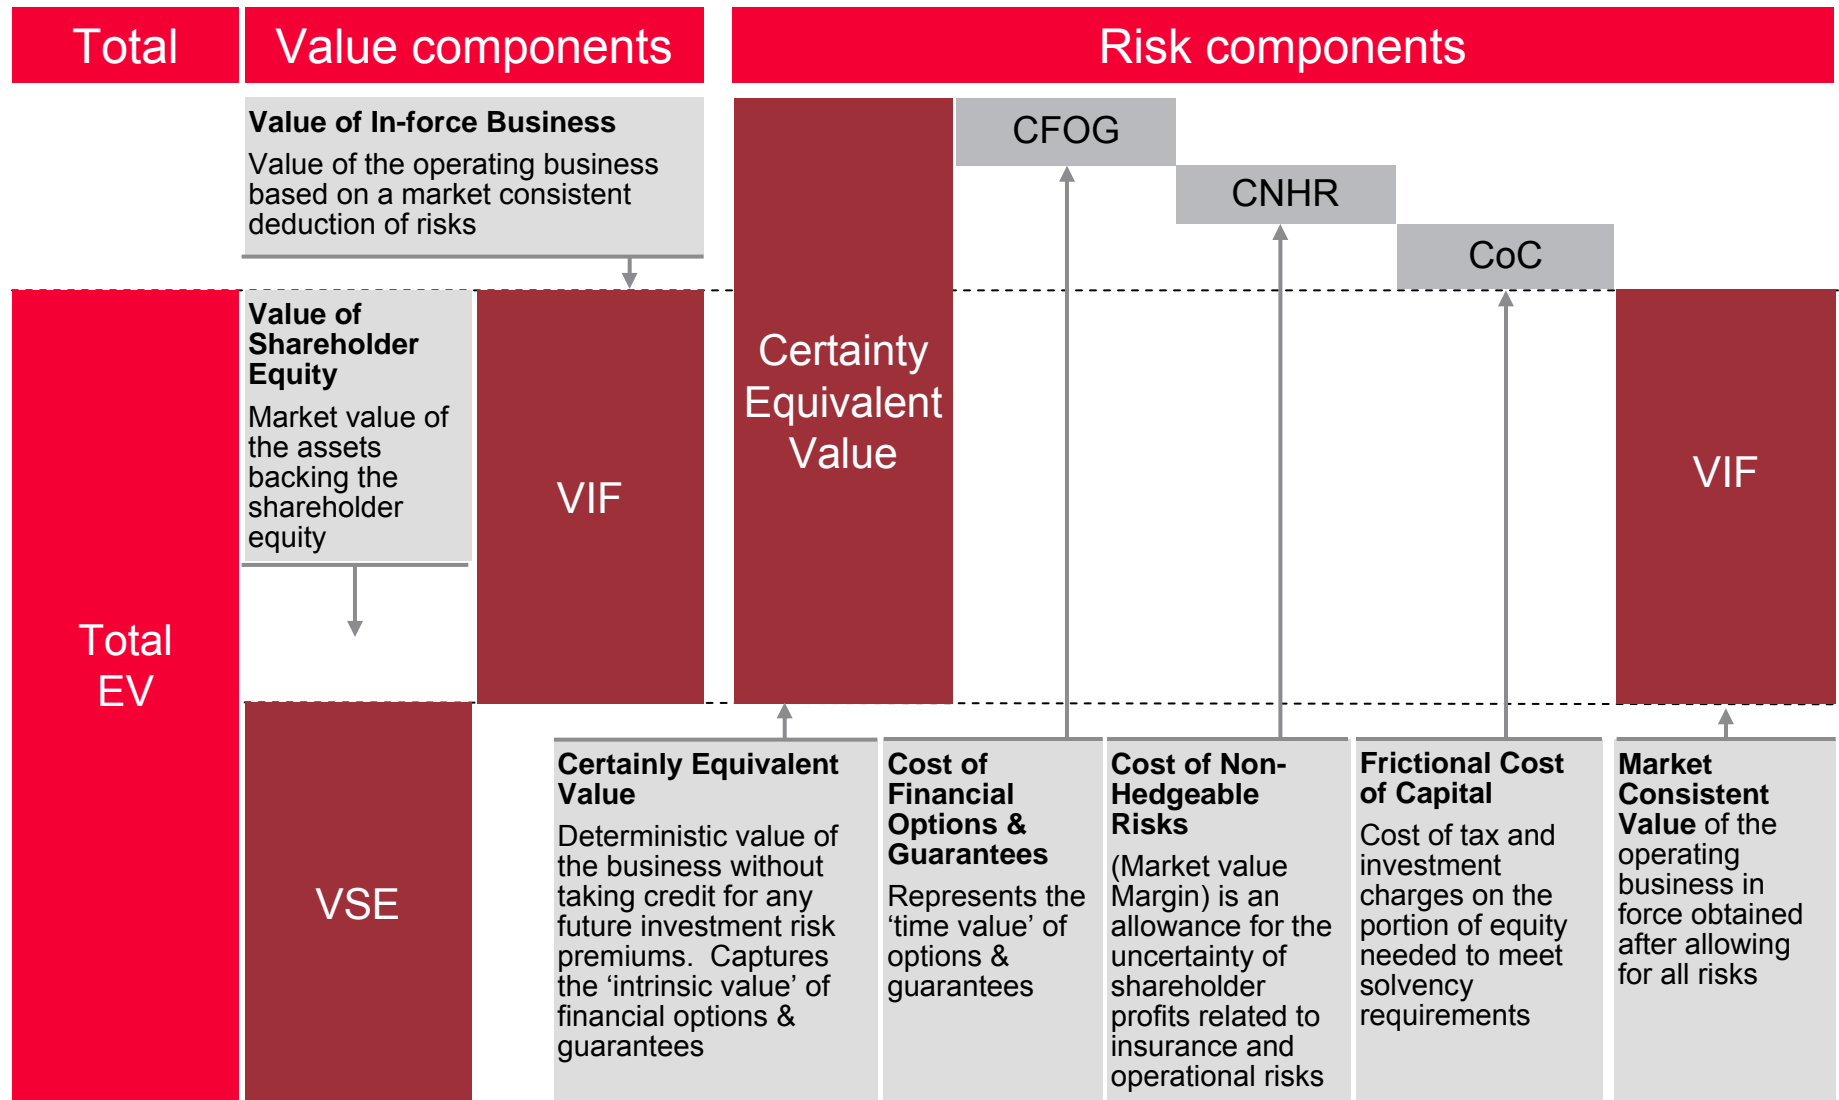 Total
Value components
Risk components
Value of In-force Business
Value of the operating business
based on a market consistent
deduction of risks
CFOG
CNHR
CoC
Value of
Shareholder
Equity
Market value of
the assets
backing the
shareholder
equity
VIF
Certainty
Equivalent
Value
VIF
Total
EV
VSE
Certainly Equivalent
Value
Deterministic value of
the business without
taking credit for any
future investment risk
premiums.  Captures
the ‘intrinsic value’ of
financial options &
guarantees
Cost of
Financial
Options &
Guarantees
Represents the
‘time value’ of
options &
guarantees
Cost of Non-
Hedgeable
Risks
(Market value
Margin) is an
allowance for the
uncertainty of
shareholder
profits related to
insurance and
operational risks
Frictional Cost
of Capital
Cost of tax and
investment
charges on the
portion of equity
needed to meet
solvency
requirements
Market
Consistent
Value of the
operating
business in
force obtained
after allowing
for all risks